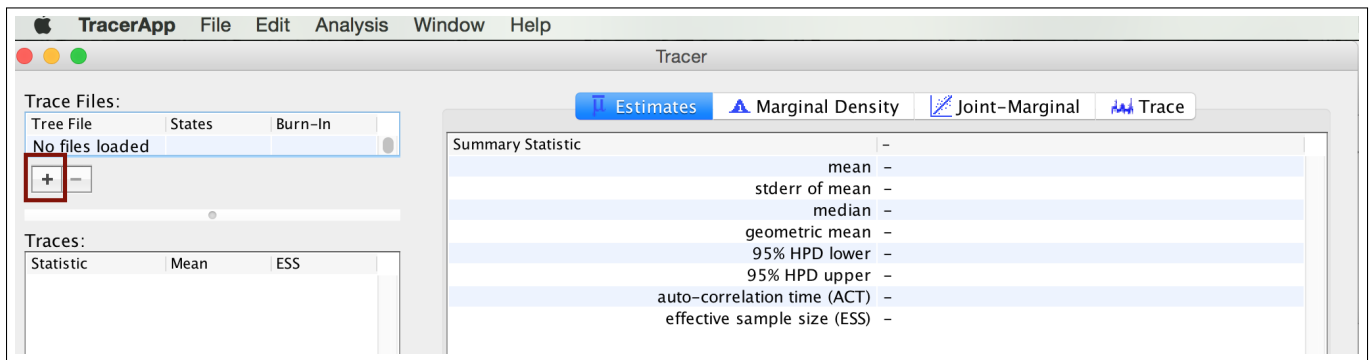 TracerApp File Edit Analysis Window Help
Tracer
Trace Files:
Tree File States Burn-In
No files loaded
+ -
Traces:
Statistic Mean ESS
μ Estimates Marginal Density Joint-Marginal Trace
Summary Statistic -
mean -
stderr of mean -
median -
geometric mean -
95% HPD lower -
95% HPD upper -
auto-correlation time (ACT) -
effective sample size (ESS) -